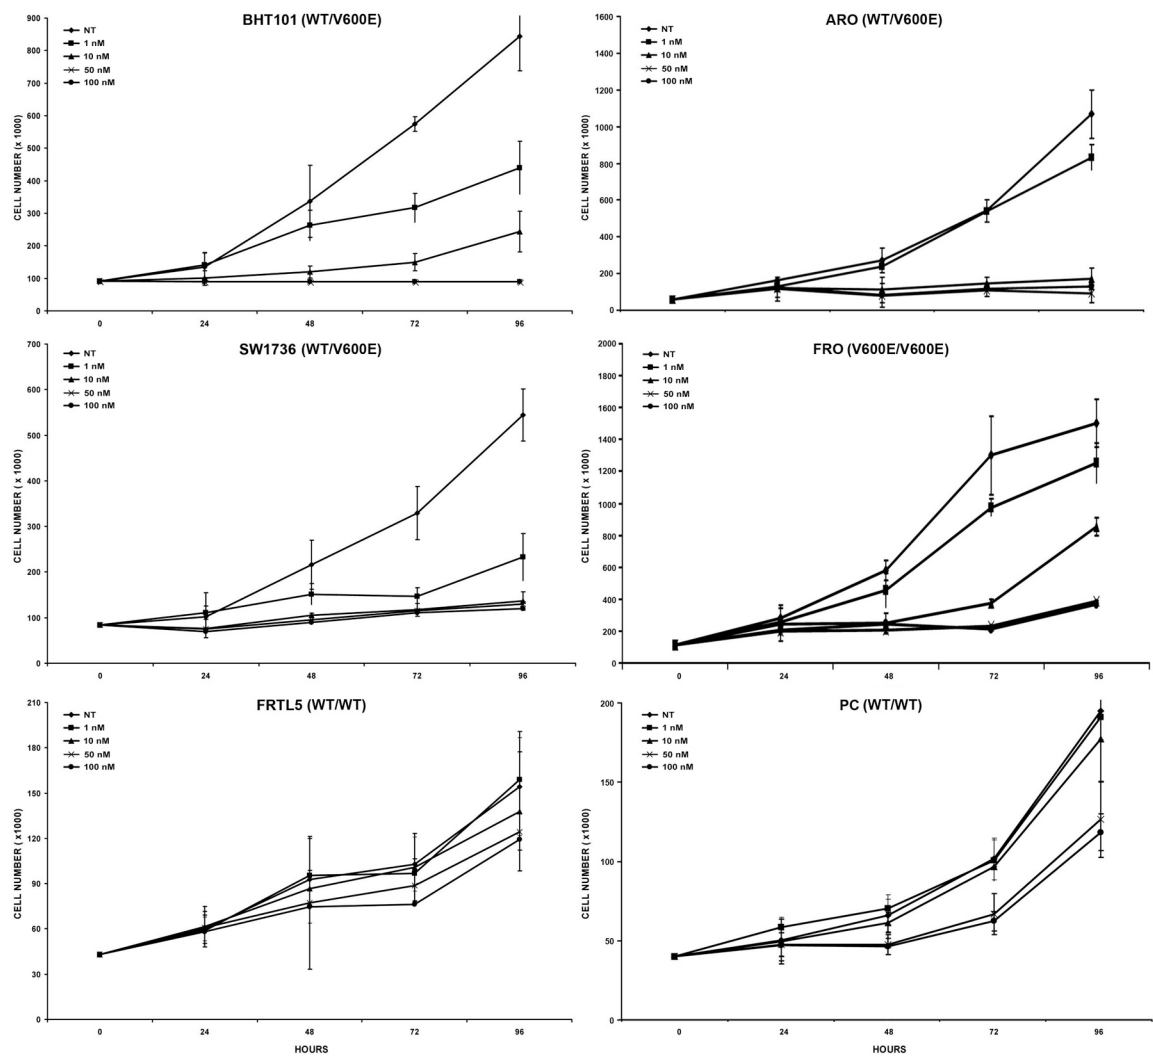 BHT101 (WT/V600E)
NT
1 nM
10 nM
50 nM
100 nM
CELL NUMBER (x 1000)
900
800
700
600
500
400
300
200
100
0
0 24 48 72 96
ARO (WT/V600E)
NT
1 nM
10 nM
50 nM
100 nM
CELL NUMBER (x 1000)
1600
1400
1200
1000
800
600
400
200
0
0 24 48 72 96
SW1736 (WT/V600E)
NT
1 nM
10 nM
50 nM
100 nM
CELL NUMBER ( x 1000)
700
600
500
400
300
200
100
0
0 24 48 72 96
FRO (V600E/V600E)
NT
1 nM
10 nM
50 nM
100 nM
CELL NUMBER ( x 1000)
2000
1800
1600
1400
1200
1000
800
600
400
200
0
0 24 48 72 96
FRTL5 (WT/WT)
NT
1 nM
10 nM
50 nM
100 nM
CELL NUMBER ( x1000)
210
180
150
120
90
60
30
0
0 24 48 72 96
HOURS
PC (WT/WT)
NT
1 nM
10 nM
50 nM
100 nM
CELL NUMBER ( x1000)
200
150
100
50
0
0 24 48 72 96
HOURS